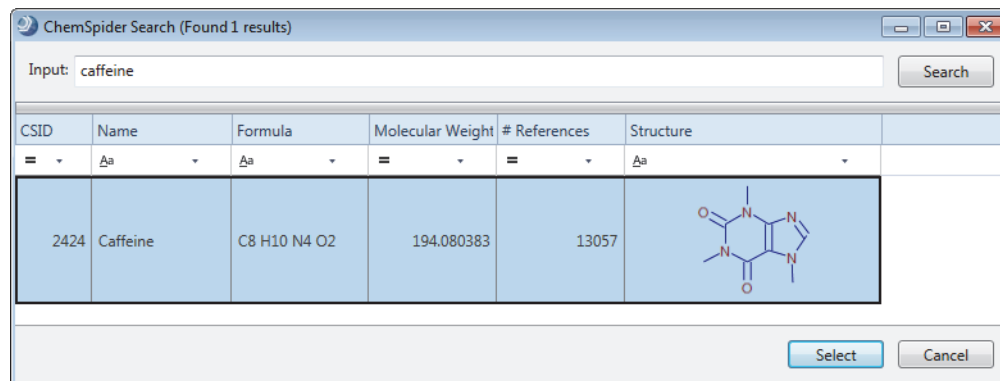 ChemSpider Search (Found 1 results)
Input: caffeine Search
CSID Name Formula Molecular Weight # References Structure
= Aa Aa = = Aa
2424 Caffeine C8 H10 N4 O2 194.080383 13057
O N N
N N
O
Select Cancel